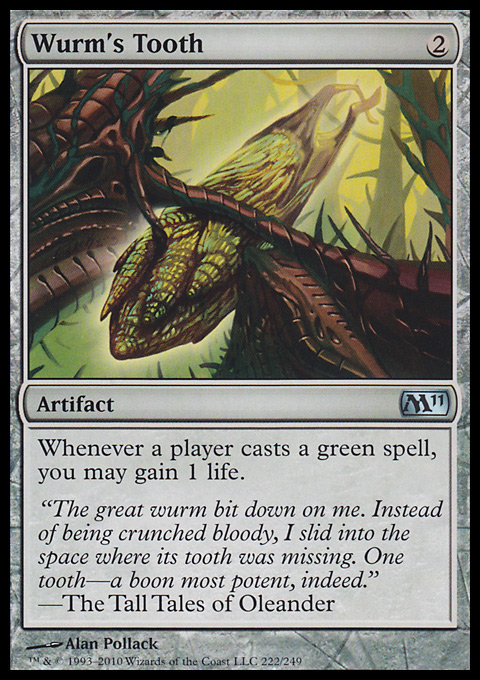 Wurm's Tooth 2
Artifact M11
Whenever a player casts a green spell,
you may gain 1 life.
“The great wurm bit down on me. Instead
of being crunched bloody, I slid into the
space where its tooth was missing. One
tooth—a boon most potent, indeed.”
—The Tall Tales of Oleander
Alan Pollack
™ & © 1993–2010 Wizards of the Coast LLC 222/249